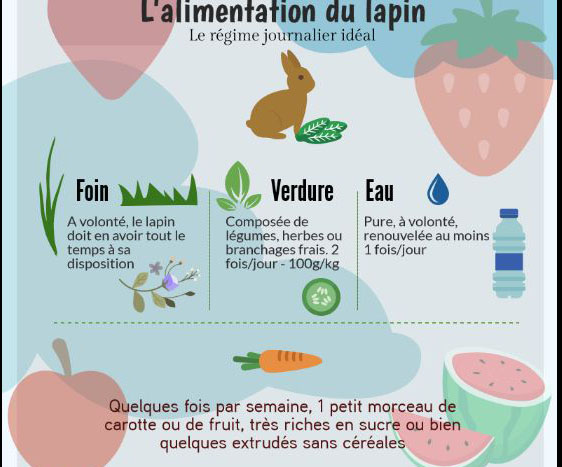 L'alimentation du lapin
Le régime journalier idéal
Foin
A volonté, le lapin
doit en avoir tout le
temps à sa
disposition
Verdure
Composée de
légumes, herbes ou
branchages frais. 2
fois/jour - 100g/kg
Eau
Pure, à volonté,
renouvelée au moins
1 fois/jour
Quelques fois par semaine, 1 petit morceau de
carotte ou de fruit, très riches en sucre ou bien
quelques extrudés sans céréales